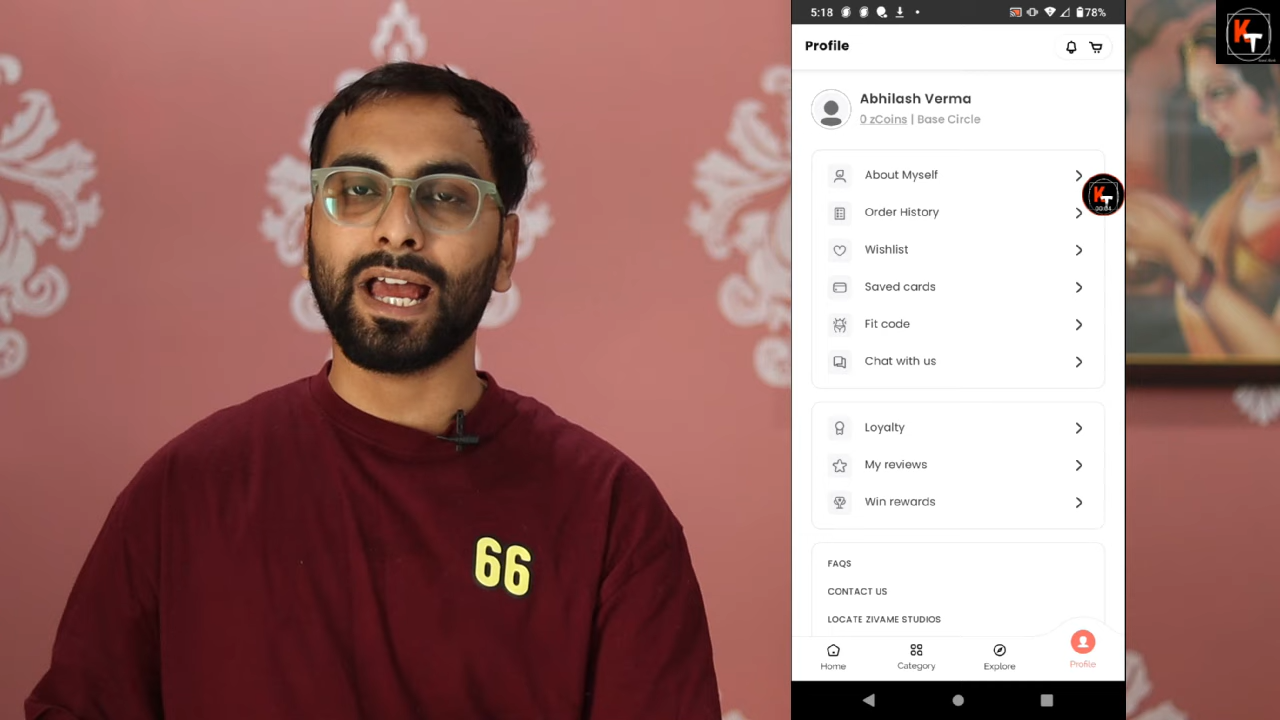 66
5:18
78%
KT
Profile
Abhilash Verma
0 zCoins | Base Circle
About Myself
KT
Order History
Wishlist
Saved cards
Fit code
Chat with us
Loyalty
My reviews
Win rewards
FAQS
CONTACT US
LOCATE ZIVAME STUDIOS
Home
Category
Explore
Profile